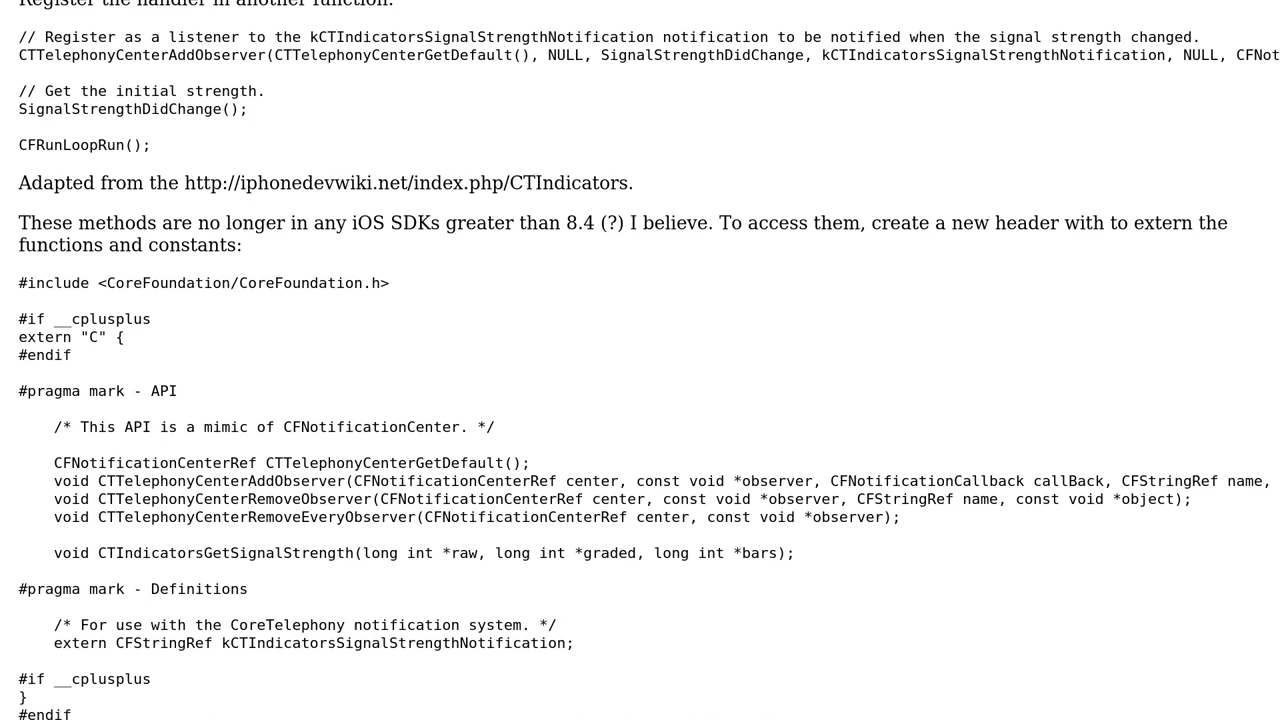 Register the handler in another function.
// Register as a listener to the kCTIndicatorsSignalStrengthNotification notification to be notified when the signal strength changed.
CTTelephonyCenterAddObserver(CTTelephonyCenterGetDefault(), NULL, SignalStrengthDidChange, kCTIndicatorsSignalStrengthNotification, NULL, CFNot
// Get the initial strength.
SignalStrengthDidChange();
CFRunLoopRun();
Adapted from the http://iphonedevwiki.net/index.php/CTIndicators.
These methods are no longer in any iOS SDKs greater than 8.4 (?) I believe. To access them, create a new header with to extern the
functions and constants:
#include <CoreFoundation/CoreFoundation.h>
#if __cplusplus
extern "C" {
#endif
#pragma mark - API
/* This API is a mimic of CFNotificationCenter. */
CFNotificationCenterRef CTTelephonyCenterGetDefault();
void CTTelephonyCenterAddObserver(CFNotificationCenterRef center, const void *observer, CFNotificationCallback callBack, CFStringRef name,
void CTTelephonyCenterRemoveObserver(CFNotificationCenterRef center, const void *observer, CFStringRef name, const void *object);
void CTTelephonyCenterRemoveEveryObserver(CFNotificationCenterRef center, const void *observer);
void CTIndicatorsGetSignalStrength(long int *raw, long int *graded, long int *bars);
#pragma mark - Definitions
/* For use with the CoreTelephony notification system. */
extern CFStringRef kCTIndicatorsSignalStrengthNotification;
#if __cplusplus
}
#endif